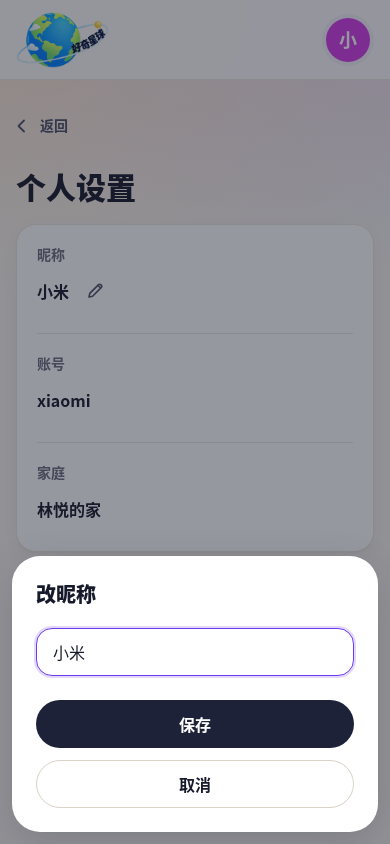 好奇星球
小
返回
个人设置
昵称
小米
账号
xiaomi
家庭
林悦的家
改昵称
小米
保存
取消